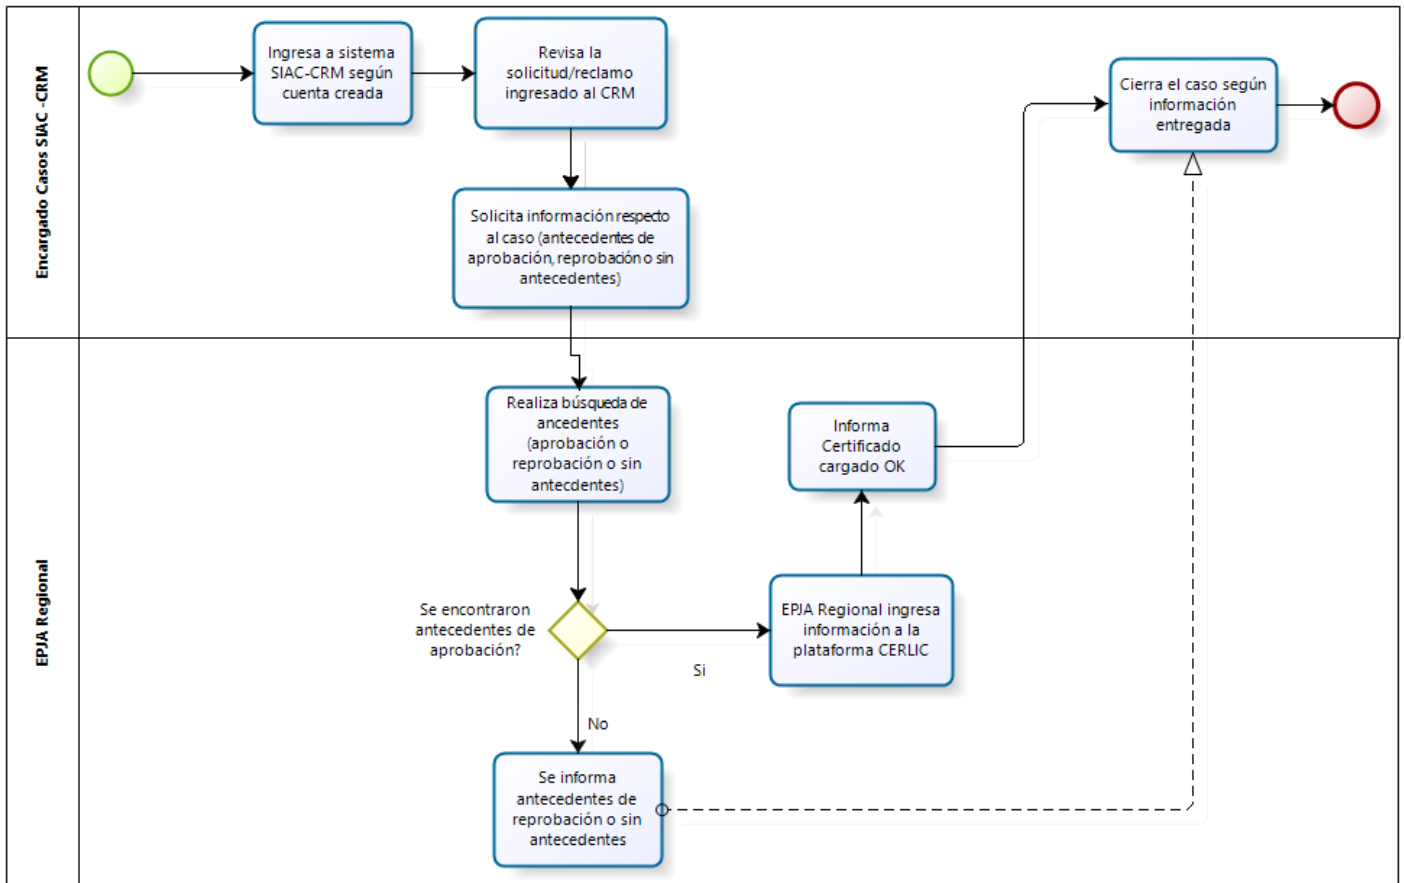 Encargado Casos SIAC -CRM
Ingresa a sistema
SIAC-CRM según
cuenta creada
Revisa la
solicitud/reclamo
ingresado al CRM
Cierra el caso según
información
entregada
Solicita información respecto
al caso (antecedentes de
aprobación, reprobación o sin
antecedentes)
EPJA Regional
Realiza búsqueda de
ancedentes
(aprobación o
reprobación o sin
antecdentes)
Informa
Certificado
cargado OK
Se encontraron
antecedentes de
aprobación?
Si
EPJA Regional ingresa
información a la
plataforma CERLIC
No
Se informa
antecedentes de
reprobación o sin
antecedentes